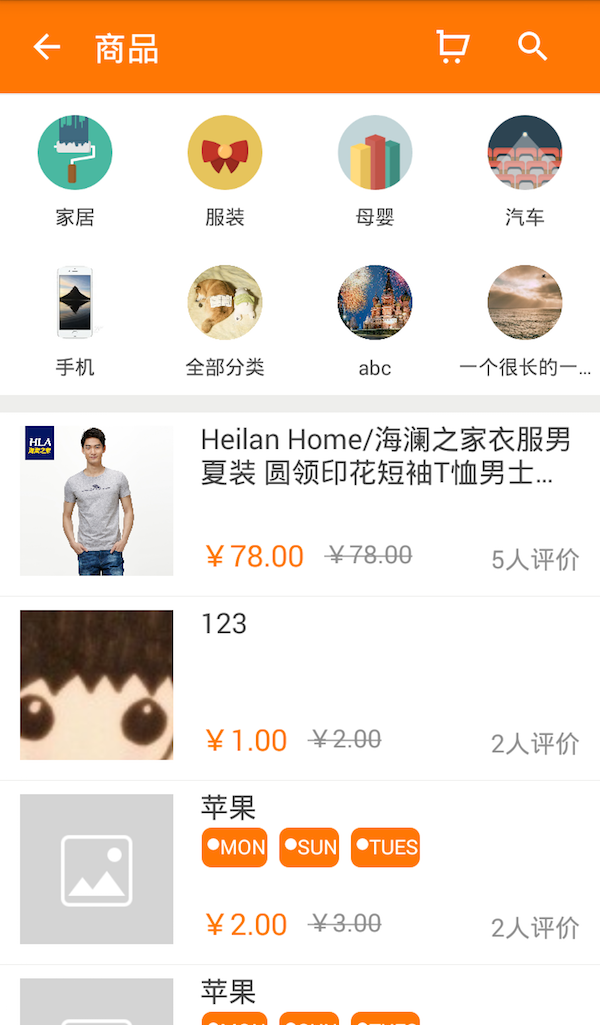 商品
家居
服装
母婴
汽车
手机
全部分类
abc
一个很长的一...
HLA
海澜之家
Heilan Home/海澜之家衣服男
夏装 圆领印花短袖T恤男士...
￥78.00 ￥78.00 5人评价
123
￥1.00 ￥2.00 2人评价
苹果
MON SUN TUES
￥2.00 ￥3.00 2人评价
苹果
MON SUN TUES